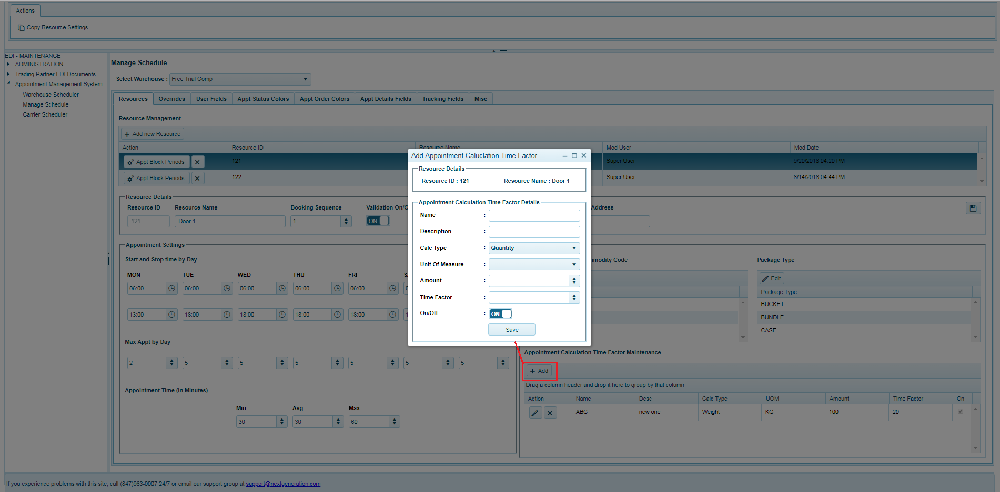 Actions
Copy Resource Settings
EDI - MAINTENANCE
ADMINISTRATION
Trading Partner EDI Documents
Appointment Management System
Warehouse Scheduler
Manage Schedule
Carrier Scheduler
Manage Schedule
Select Warehouse : Free Trial Comp
Resources Overrides User Fields Appt Status Colors Appt Order Colors Appt Details Fields Tracking Fields Misc
Resource Management
+ Add new Resource
Action Resource ID Resource Name Mod User Mod Date
Appt Block Periods 121 Super User 9/20/2018 04:20 PM
Appt Block Periods 122 Super User 8/14/2018 04:44 PM
Resource Details
Resource ID Resource Name Booking Sequence Validation On/O Address
121 Door 1 1 ON
Appointment Settings
Start and Stop time by Day
MON TUE WED THU FRI
06:00 06:00 06:00 06:00 06:00
13:00 18:00 18:00 18:00 18:00
Max Appt by Day
2 5 5 5 5 5 5
Appointment Time (In Minutes)
Min Avg Max
30 30 60
Add Appointment Caluclation Time Factor
Resource Details
Resource ID : 121 Resource Name : Door 1
Appointment Calculation Time Factor Details
Name :
Description :
Calc Type : Quantity
Unit Of Measure :
Amount :
Time Factor :
On/Off : ON
Save
mmodity Code
Package Type
Edit
Package Type
BUCKET
BUNDLE
CASE
Appointment Calculation Time Factor Maintenance
+ Add
Drag a column header and drop it here to group by that column
Action Name Desc Calc Type UOM Amount Time Factor On
ABC new one Weight KG 100 20
If you experience problems with this site, call (847)963-0007 24/7 or email our support group at support@nextgeneration.com